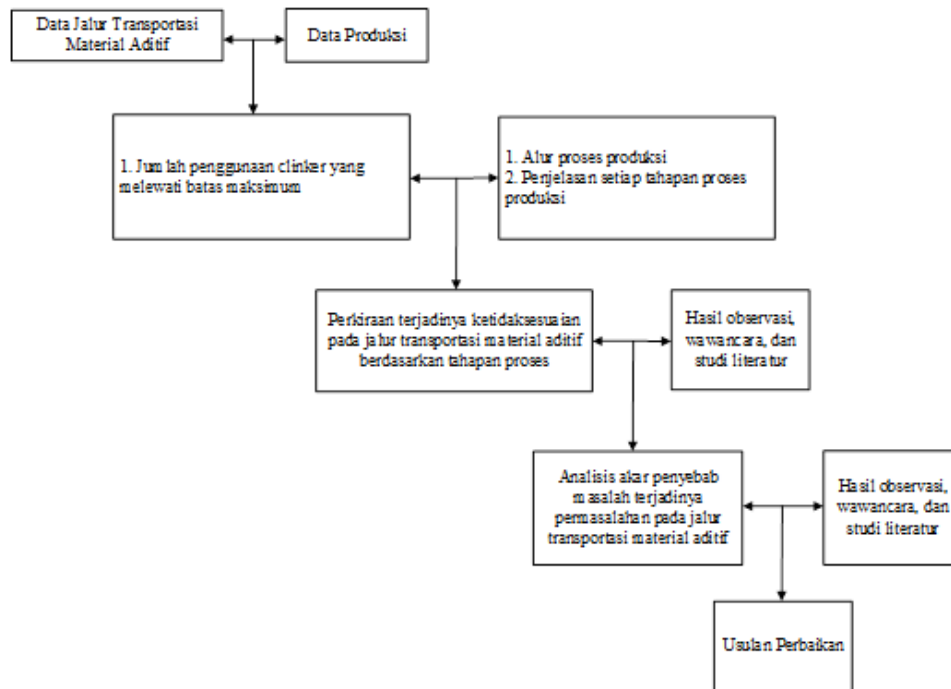 Data Jalur Transportasi
Material Aditif
Data Produksi
1. Jumlah penggunaan clinker yang
melewati batas maksimum
1. Alur proses produksi
2. Penjelasan setiap tahapan proses
produksi
Perkiraan terjadinya ketidaksesuaian
pada jalur transportasi material aditif
berdasarkan tahapan proses
Hasil observasi,
wawancara, dan
studi literatur
Analisis akar penyebab
masalah terjadinya
permasalahan pada jalur
transportasi material aditif
Hasil observasi,
wawancara, dan
studi literatur
Usulan Perbaikan